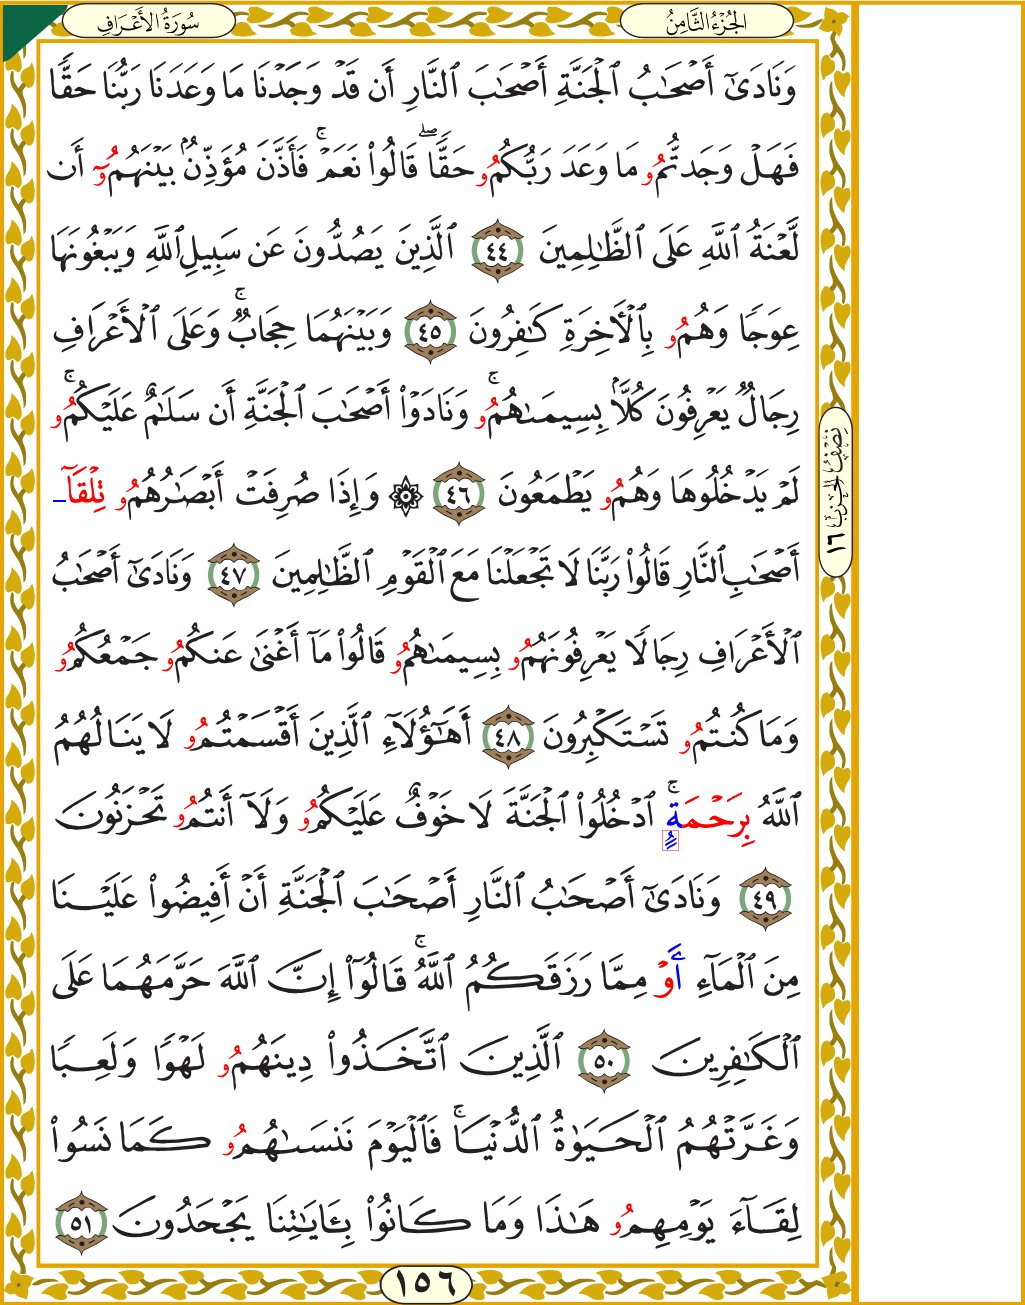 الجُزْءُ الثَّامِنُ
سُورَةُ الأَعْرَافِ
وَنَادَىٰٓ أَصْحَٰبُ ٱلْجَنَّةِ أَصْحَٰبَ ٱلنَّارِ أَن قَدْ وَجَدْنَا مَا وَعَدَنَا رَبُّنَا حَقًّا
فَهَلْ وَجَدتُّمُۥ مَا وَعَدَ رَبُّكُمُۥ حَقًّاۖ قَالُوا۟ نَعَمْۚ فَأَذَّنَ مُؤَذِّنٌۢ بَيْنَهُمُۥٓ أَن
لَّعْنَةُ ٱللَّهِ عَلَى ٱلظَّٰلِمِينَ ٤٤ ٱلَّذِينَ يَصُدُّونَ عَن سَبِيلِ ٱللَّهِ وَيَبْغُونَهَا
عِوَجًا وَهُمُۥ بِٱلْأَخِرَةِ كَٰفِرُونَ ٤٥ وَبَيْنَهُمَا حِجَابٌۚ وَعَلَى ٱلْأَعْرَافِ
رِجَالٌ يَعْرِفُونَ كُلًّۢا بِسِيمَىٰهُمُۥۚ وَنَادَوْا۟ أَصْحَٰبَ ٱلْجَنَّةِ أَن سَلَٰمٌ عَلَيْكُمُۥۚ
لَمْ يَدْخُلُوهَا وَهُمُۥ يَطْمَعُونَ ٤٦ ۞ وَإِذَا صُرِفَتْ أَبْصَٰرُهُمُۥ تِلْقَآ
أَصْحَٰبِ ٱلنَّارِ قَالُوا۟ رَبَّنَا لَا تَجْعَلْنَا مَعَ ٱلْقَوْمِ ٱلظَّٰلِمِينَ ٤٧ وَنَادَىٰٓ أَصْحَٰبُ
ٱلْأَعْرَافِ رِجَالًا يَعْرِفُونَهُمُۥ بِسِيمَىٰهُمُۥ قَالُوا۟ مَآ أَغْنَىٰ عَنكُمُۥ جَمْعُكُمُۥ
وَمَا كُنتُمُۥ تَسْتَكْبِرُونَ ٤٨ أَهَٰٓؤُلَآءِ ٱلَّذِينَ أَقْسَمْتُمُۥ لَا يَنَالُهُمُ
ٱللَّهُ بِرَحْمَةٍۚ ٱدْخُلُوا۟ ٱلْجَنَّةَ لَا خَوْفٌ عَلَيْكُمُۥ وَلَآ أَنتُمُۥ تَحْزَنُونَ
٤٩ وَنَادَىٰٓ أَصْحَٰبُ ٱلنَّارِ أَصْحَٰبَ ٱلْجَنَّةِ أَنْ أَفِيضُوا۟ عَلَيْنَا
مِنَ ٱلْمَآءِ أَوْ مِمَّا رَزَقَكُمُ ٱللَّهُۚ قَالُوٓا۟ إِنَّ ٱللَّهَ حَرَّمَهُمَا عَلَى
ٱلْكَٰفِرِينَ ٥٠ ٱلَّذِينَ ٱتَّخَذُوا۟ دِينَهُمُۥ لَهْوًا وَلَعِبًا
وَغَرَّتْهُمُ ٱلْحَيَوٰةُ ٱلدُّنْيَاۚ فَٱلْيَوْمَ نَنسَىٰهُمُۥ كَمَا نَسُوا۟
لِقَآءَ يَوْمِهِمُۥ هَٰذَا وَمَا كَانُوا۟ بِـَٔايَٰتِنَا يَجْحَدُونَ ٥١
نِصْفُ الحِزْبِ ١٦
١٥٦